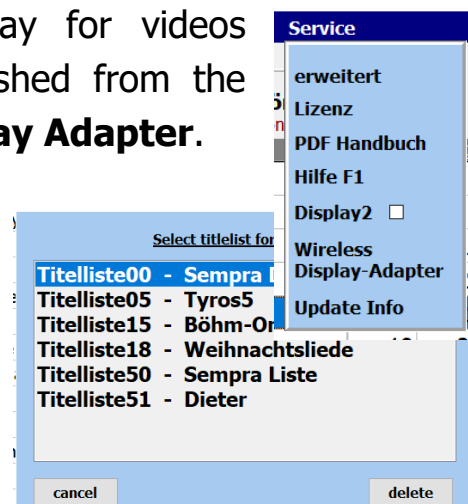 ay for videos
shed from the
ay Adapter.
Service
erweitert
Lizenz
PDF Handbuch
Hilfe F1
Display2
Wireless
Display-Adapter
Update Info
Select titlelist for
Titelliste00 - Sempra
Titelliste05 - Tyros5
Titelliste15 - Böhm-Or
Titelliste18 - Weihnachtsliede
Titelliste50 - Sempra Liste
Titelliste51 - Dieter
cancel
delete